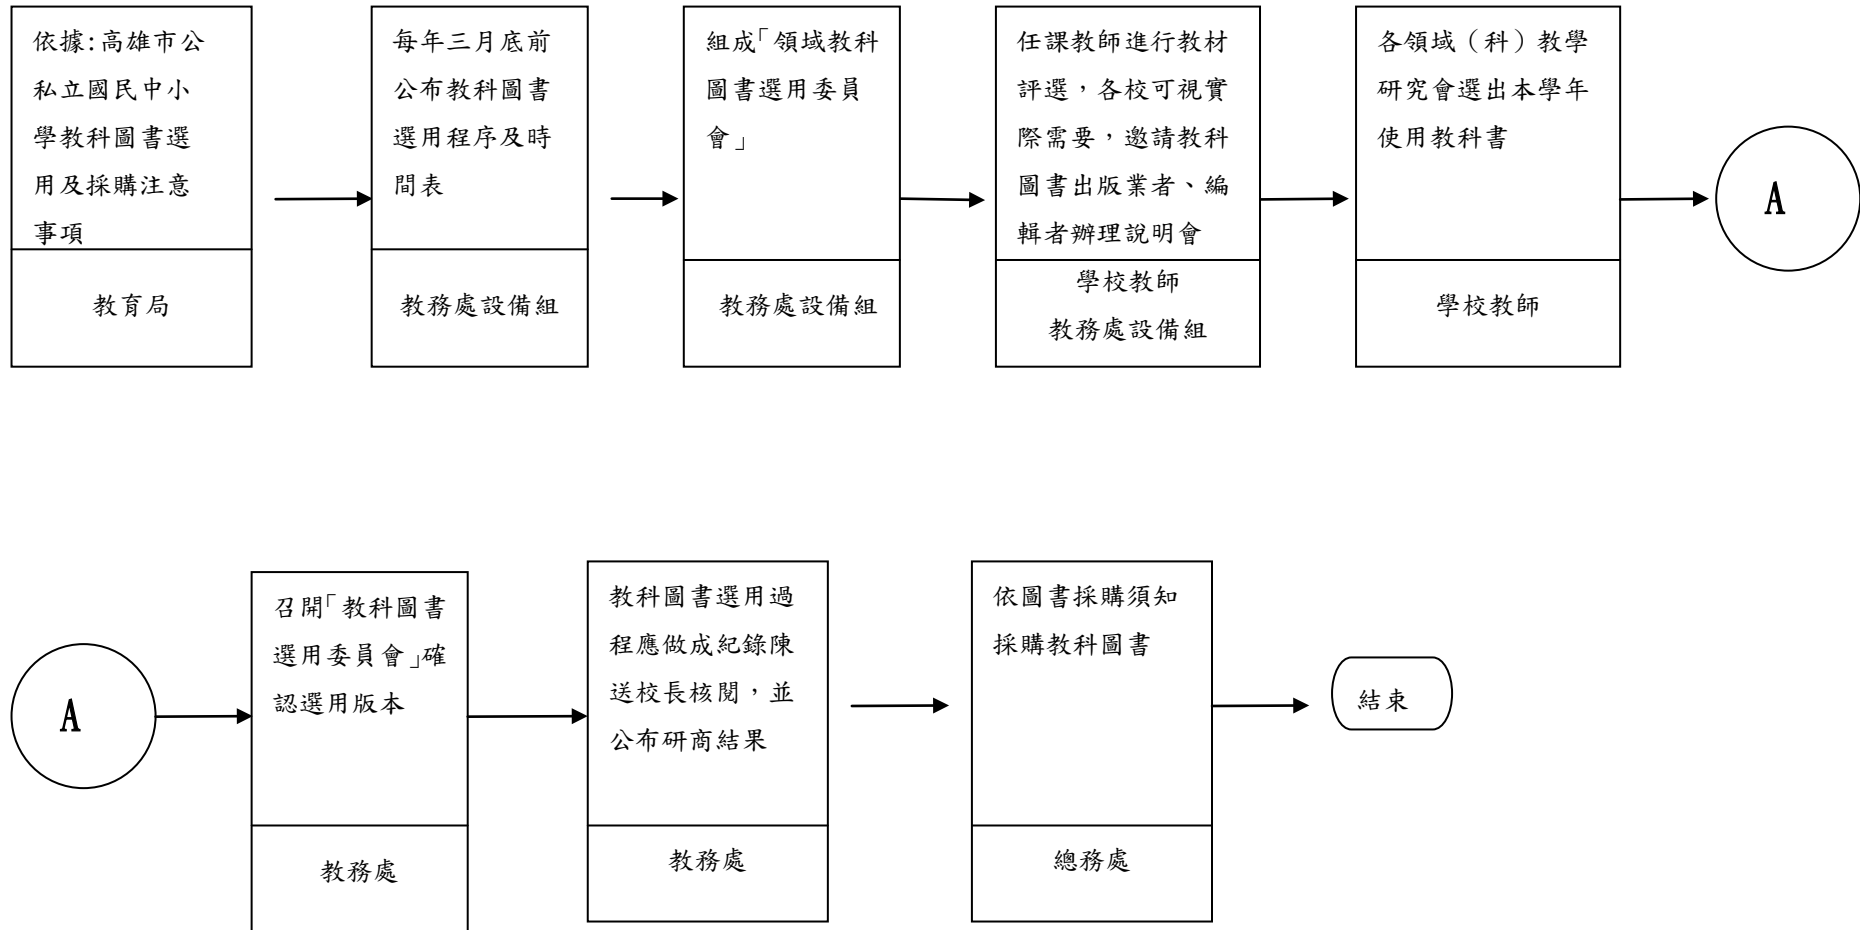 依據:高雄市公
私立國民中小
學教科圖書選
用及採購注意
事項
教育局
每年三月底前
公布教科圖書
選用程序及時
間表
教務處設備組
組成「領域教科
圖書選用委員
會」
教務處設備組
任課教師進行教材
評選，各校可視實
際需要，邀請教科
圖書出版業者、編
輯者辦理說明會
學校教師
教務處設備組
各領域（科）教學
研究會選出本學年
使用教科書
學校教師
A
A
召開「教科圖書
選用委員會」確
認選用版本
教務處
教科圖書選用過
程應做成紀錄陳
送校長核閱，並
公布研商結果
教務處
依圖書採購須知
採購教科圖書
總務處
結束